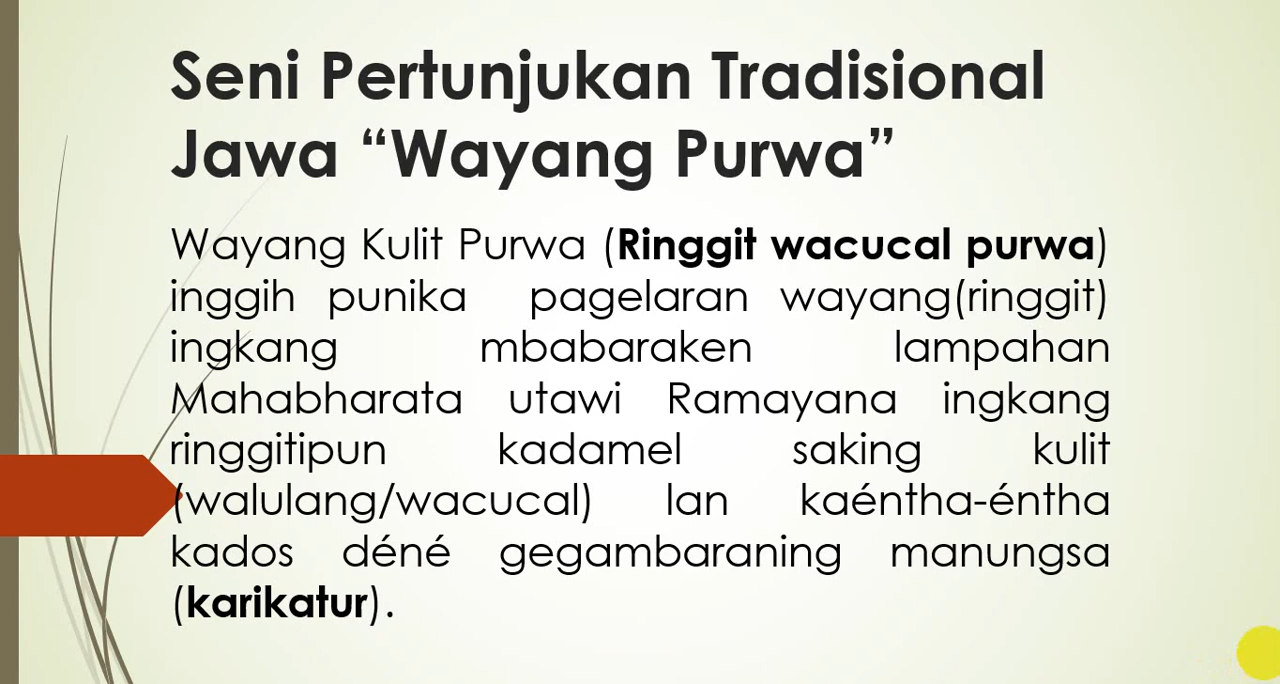 Seni Pertunjukan Tradisional
Jawa “Wayang Purwa”
Wayang Kulit Purwa (Ringgit wacucal purwa)
inggih punika pagelaran wayang(ringgit)
ingkang mbabaraken lampahan
Mahabharata utawi Ramayana ingkang
ringgitipun kadamel saking kulit
(walulang/wacucal) lan kaéntha-éntha
kados déné gegambaraning manungsa
(karikatur).